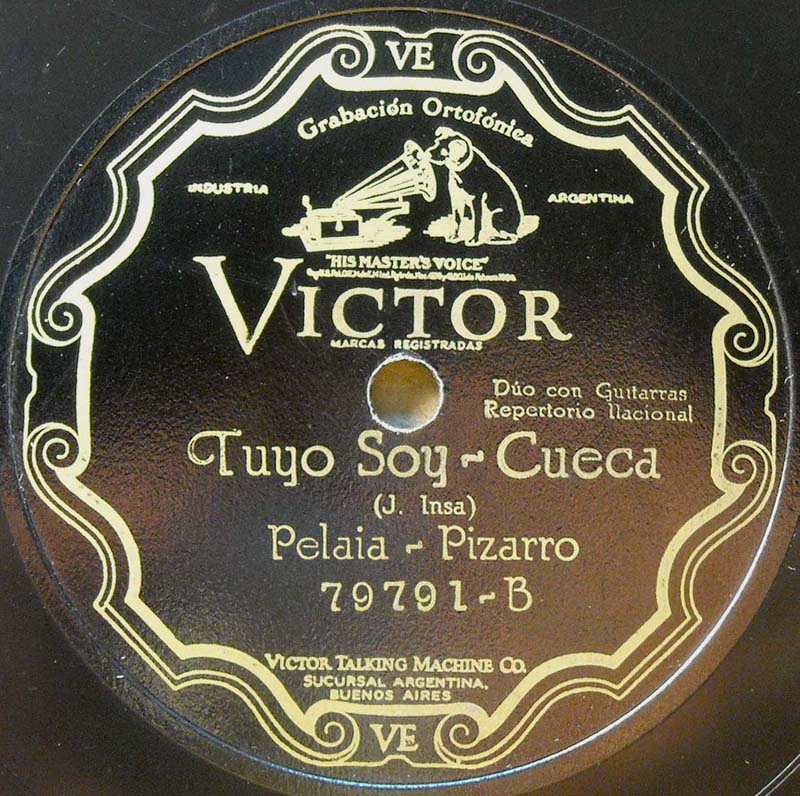 VE
Grabación Ortofónica
INDUSTRIA
ARGENTINA
"HIS MASTER'S VOICE"
VICTOR
MARCAS REGISTRADAS
Dúo con Guitarras
Repertorio Nacional
Tuyo Soy - Cueca
(J. Insa)
Pelaia - Pizarro
79791-B
VICTOR TALKING MACHINE CO.
SUCURSAL ARGENTINA,
BUENOS AIRES
VE